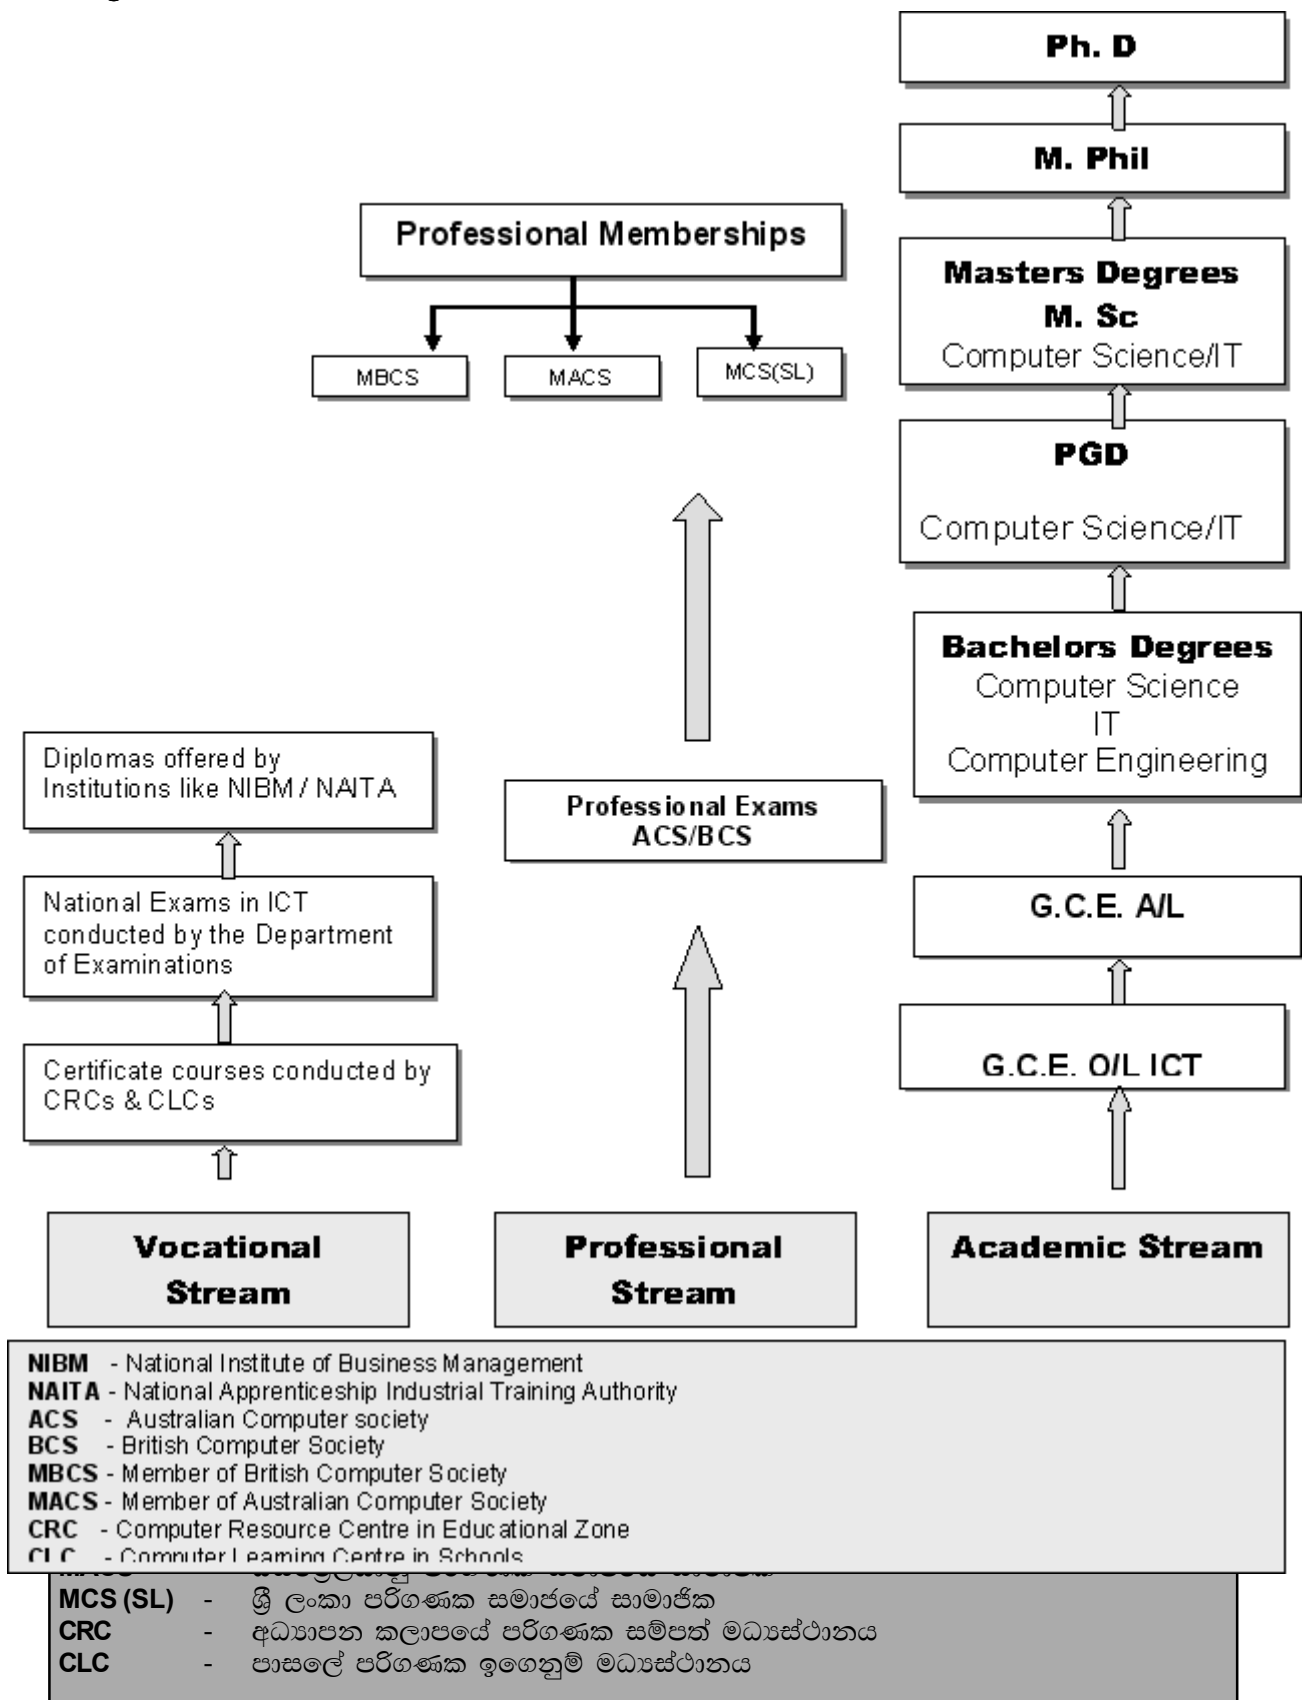 Ph. D
M. Phil
Professional Memberships
MBCS
MACS
MCS(SL)
Masters Degrees
M. Sc
Computer Science/IT
PGD
Computer Science/IT
Bachelors Degrees
Computer Science
IT
Computer Engineering
Diplomas offered by
Institutions like NIBM / NAITA
Professional Exams
ACS/BCS
National Exams in ICT
conducted by the Department
of Examinations
G.C.E. A/L
Certificate courses conducted by
CRCs & CLCs
G.C.E. O/L ICT
Vocational
Stream
Professional
Stream
Academic Stream
NIBM - National Institute of Business Management
NAITA - National Apprenticeship Industrial Training Authority
ACS - Australian Computer society
BCS - British Computer Society
MBCS - Member of British Computer Society
MACS - Member of Australian Computer Society
CRC - Computer Resource Centre in Educational Zone
CLC - Computer Learning Centre in Schools
MCS (SL) - ශ්‍රී ලංකා පරිගණක සමාජයේ සාමාජික
CRC - අධ්‍යාපන කලාපයේ පරිගණක සම්පත් මධ්‍යස්ථානය
CLC - පාසලේ පරිගණක ඉගෙනුම් මධ්‍යස්ථානය